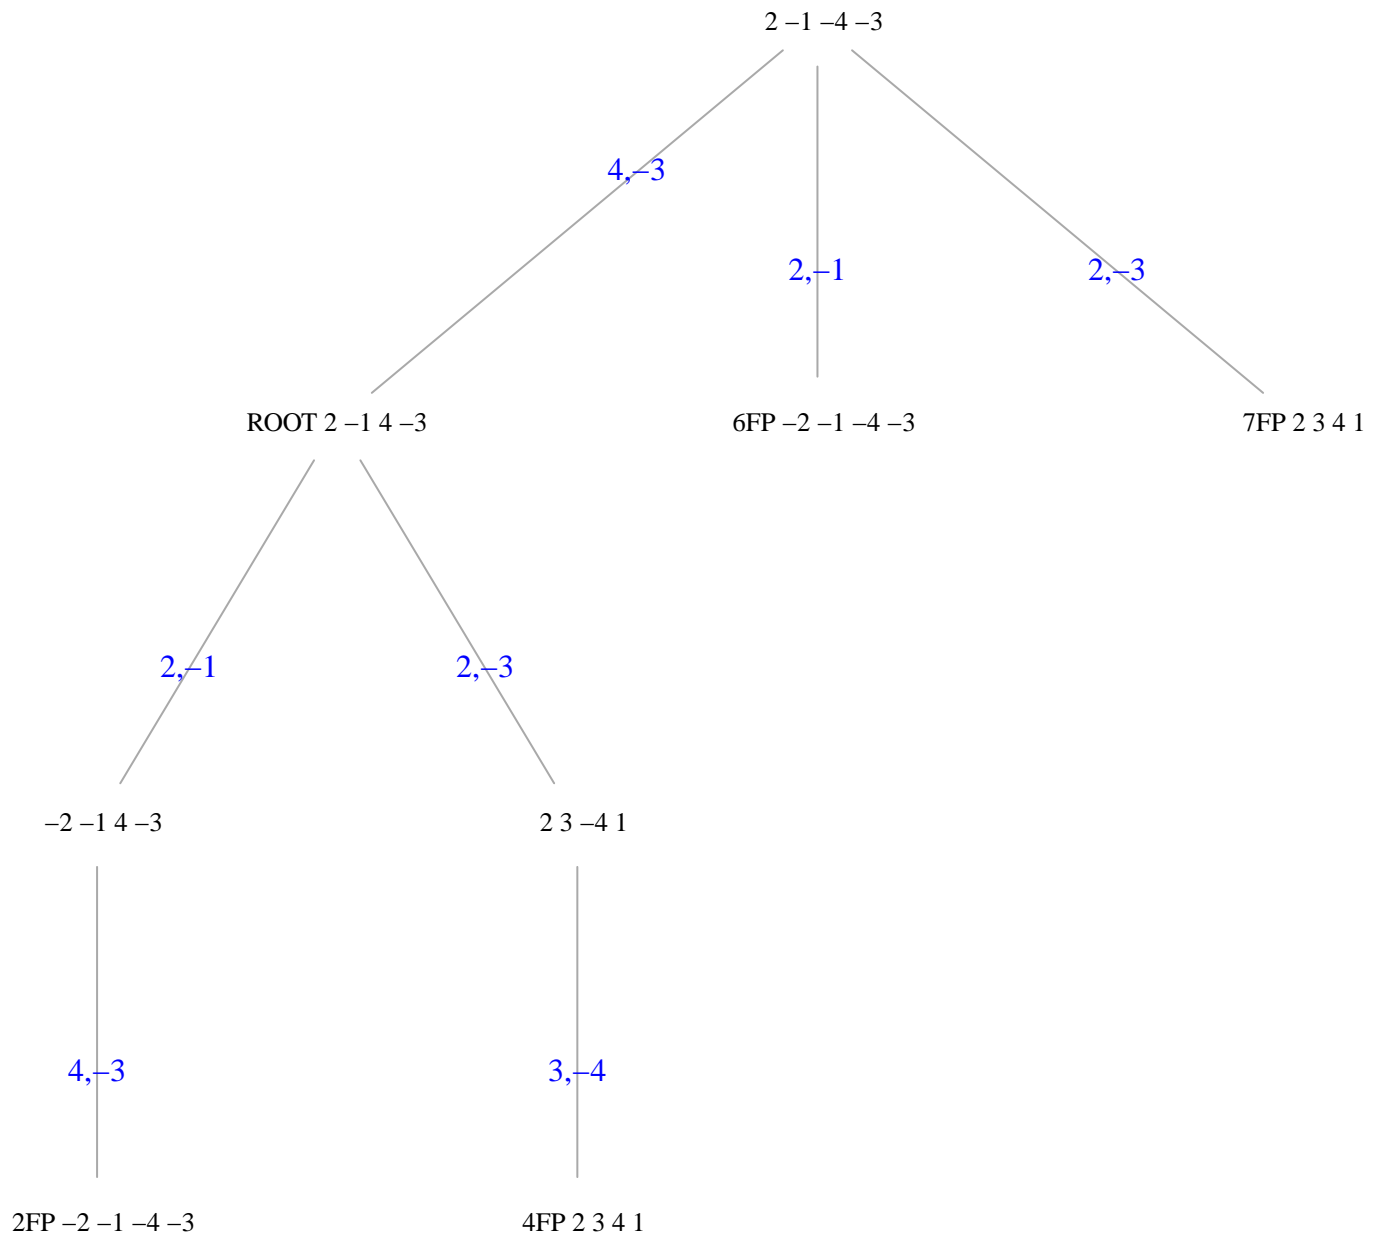 2 –1 –4 –3
4,–3
2,–1
2,–3
ROOT 2 –1 4 –3
6FP –2 –1 –4 –3
7FP 2 3 4 1
2,–1
2,–3
–2 –1 4 –3
2 3 –4 1
4,–3
3,–4
2FP –2 –1 –4 –3
4FP 2 3 4 1